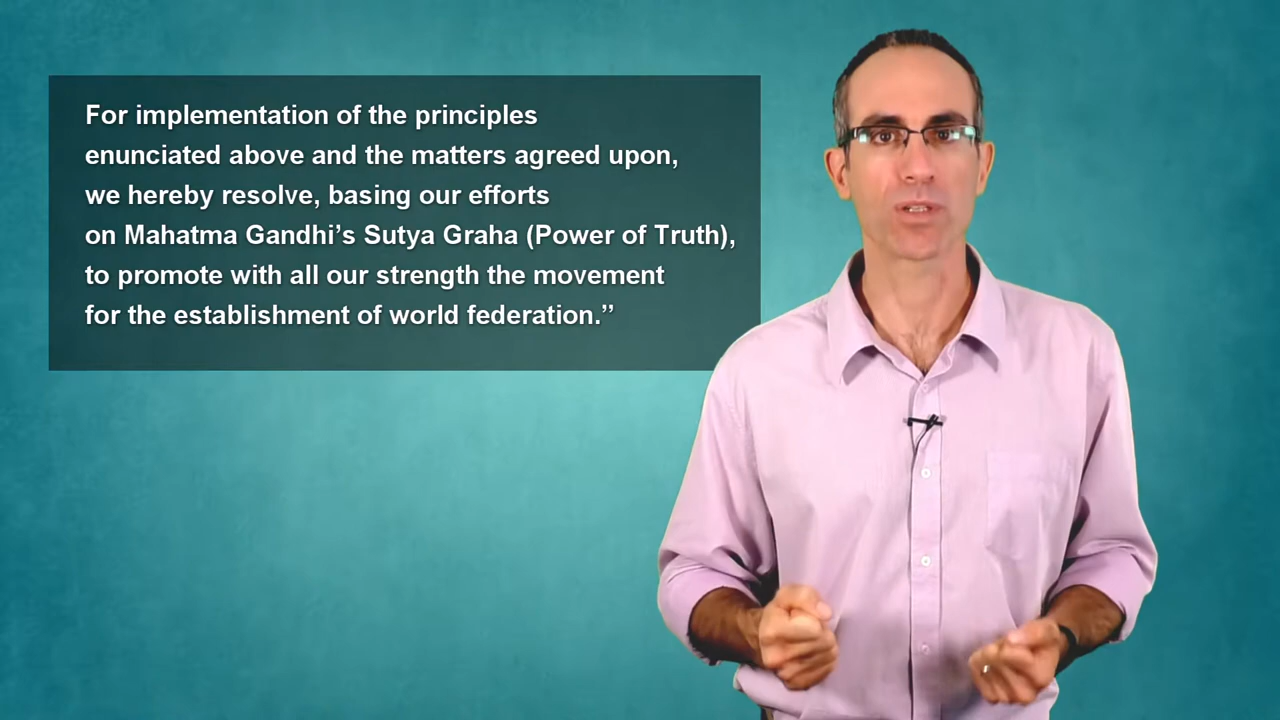 For implementation of the principles
enunciated above and the matters agreed upon,
we hereby resolve, basing our efforts
on Mahatma Gandhi’s Sutya Graha (Power of Truth),
to promote with all our strength the movement
for the establishment of world federation.’’